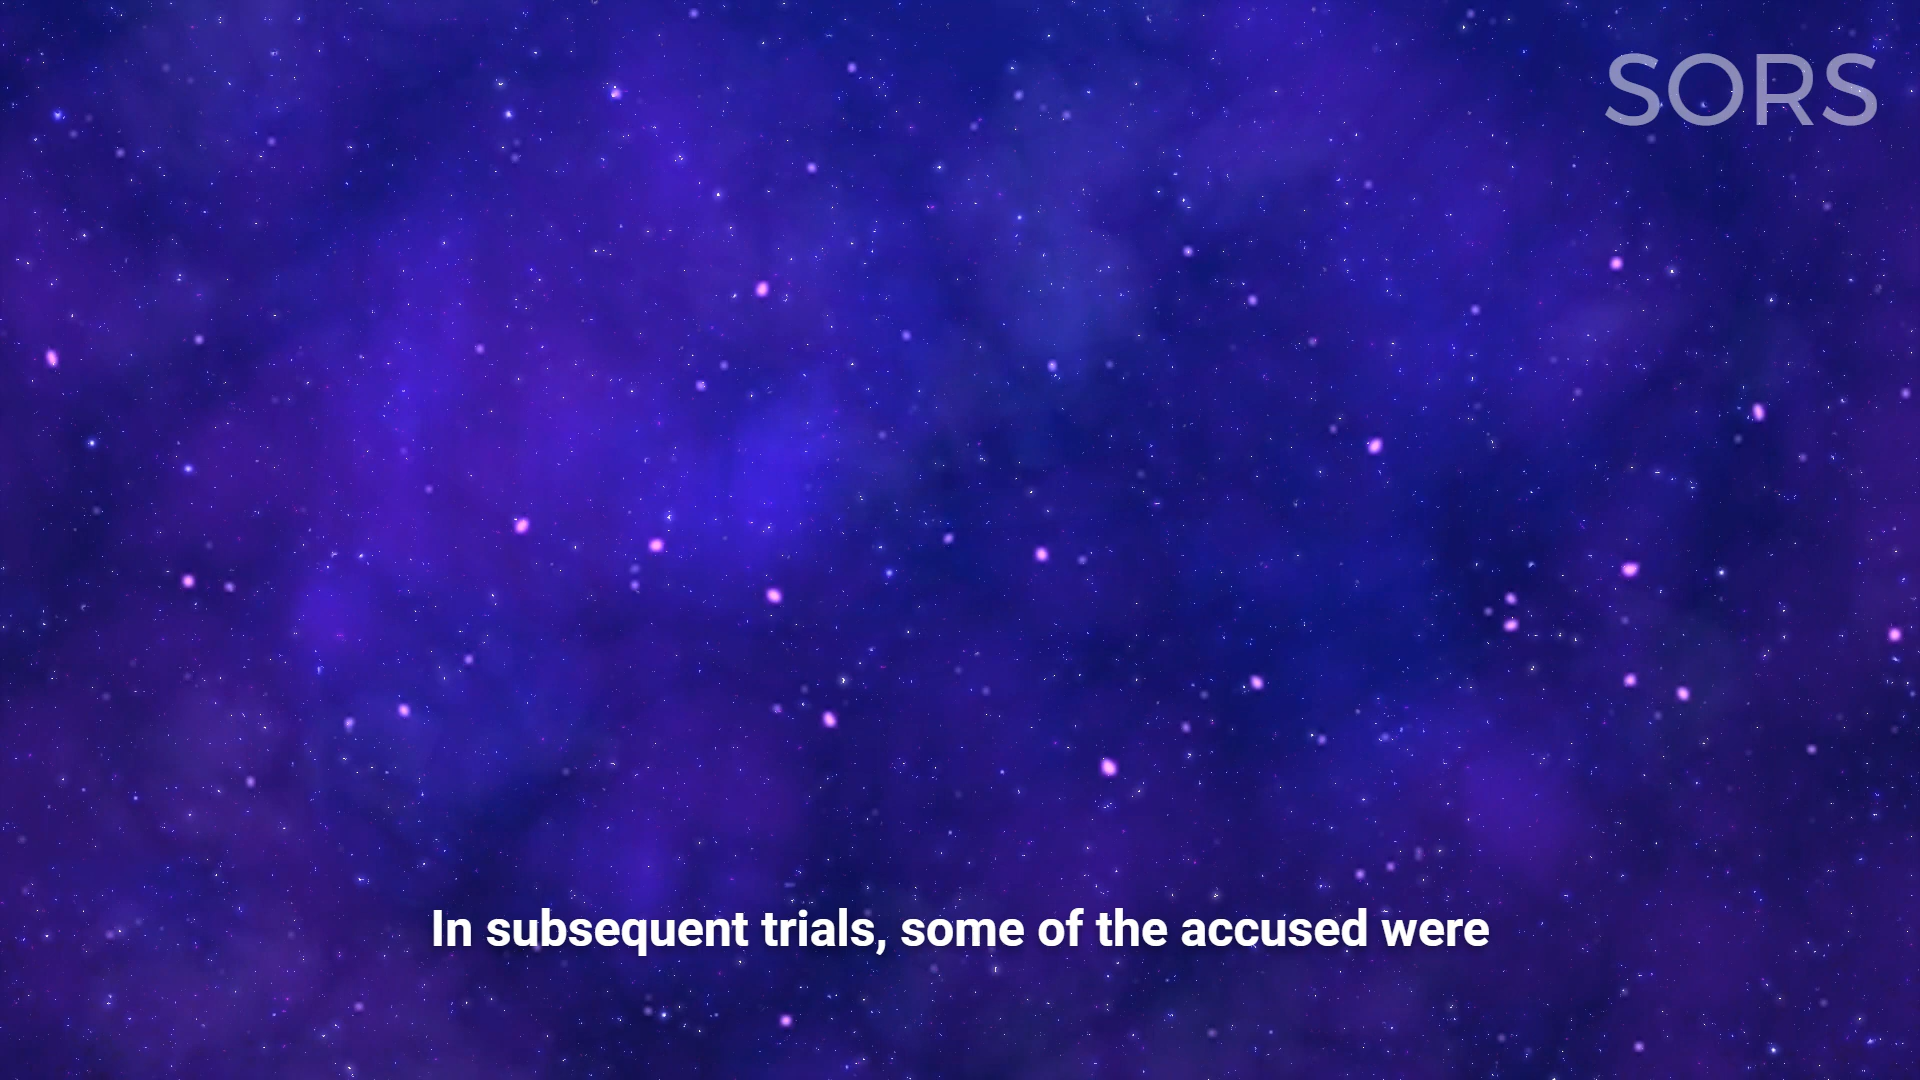 SORS
In subsequent trials, some of the accused were